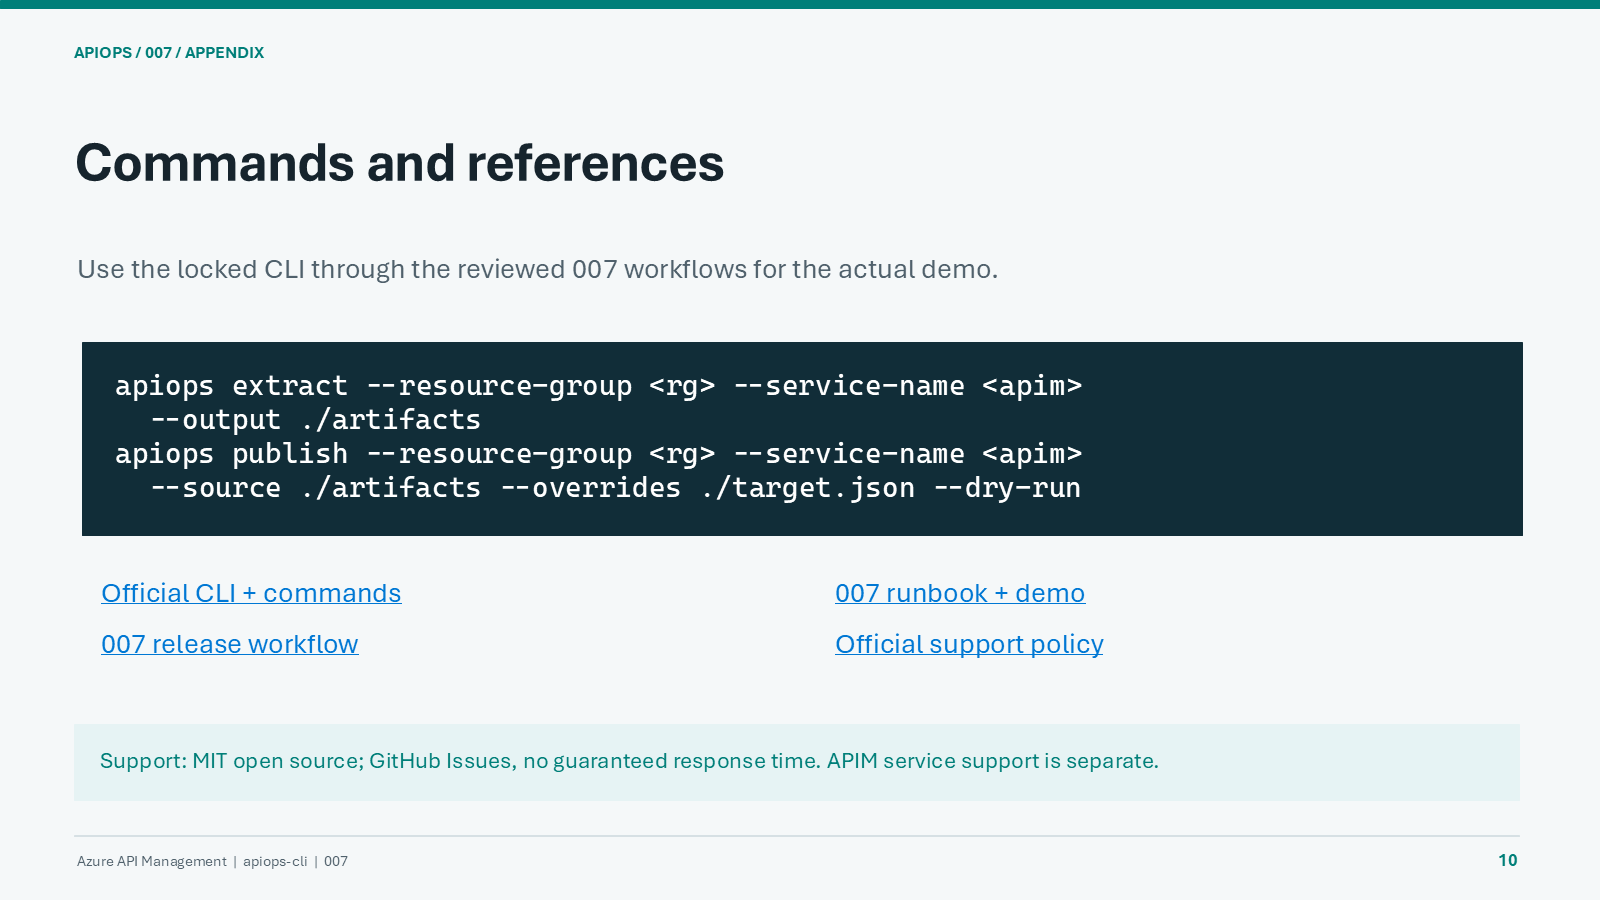 APIOPS / 007 / APPENDIX
Commands and references
Use the locked CLI through the reviewed 007 workflows for the actual demo.
apiops extract --resource-group <rg> --service-name <apim>
  --output ./artifacts
apiops publish --resource-group <rg> --service-name <apim>
  --source ./artifacts --overrides ./target.json --dry-run
Official CLI + commands
007 runbook + demo
007 release workflow
Official support policy
Support: MIT open source; GitHub Issues, no guaranteed response time. APIM service support is separate.
Azure API Management | apiops-cli | 007
10